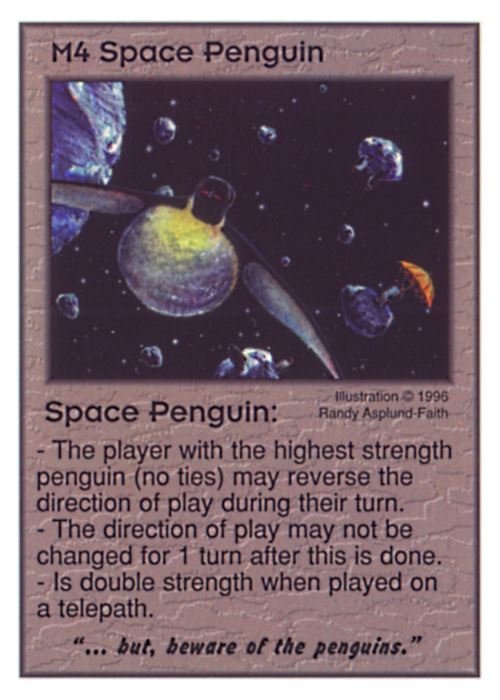 M4 Space Penguin
Illustration © 1996
Randy Asplund-Faith
Space Penguin:
- The player with the highest strength
penguin (no ties) may reverse the
direction of play during their turn.
- The direction of play may not be
changed for 1 turn after this is done.
- Is double strength when played on
a telepath.
"... but, beware of the penguins."